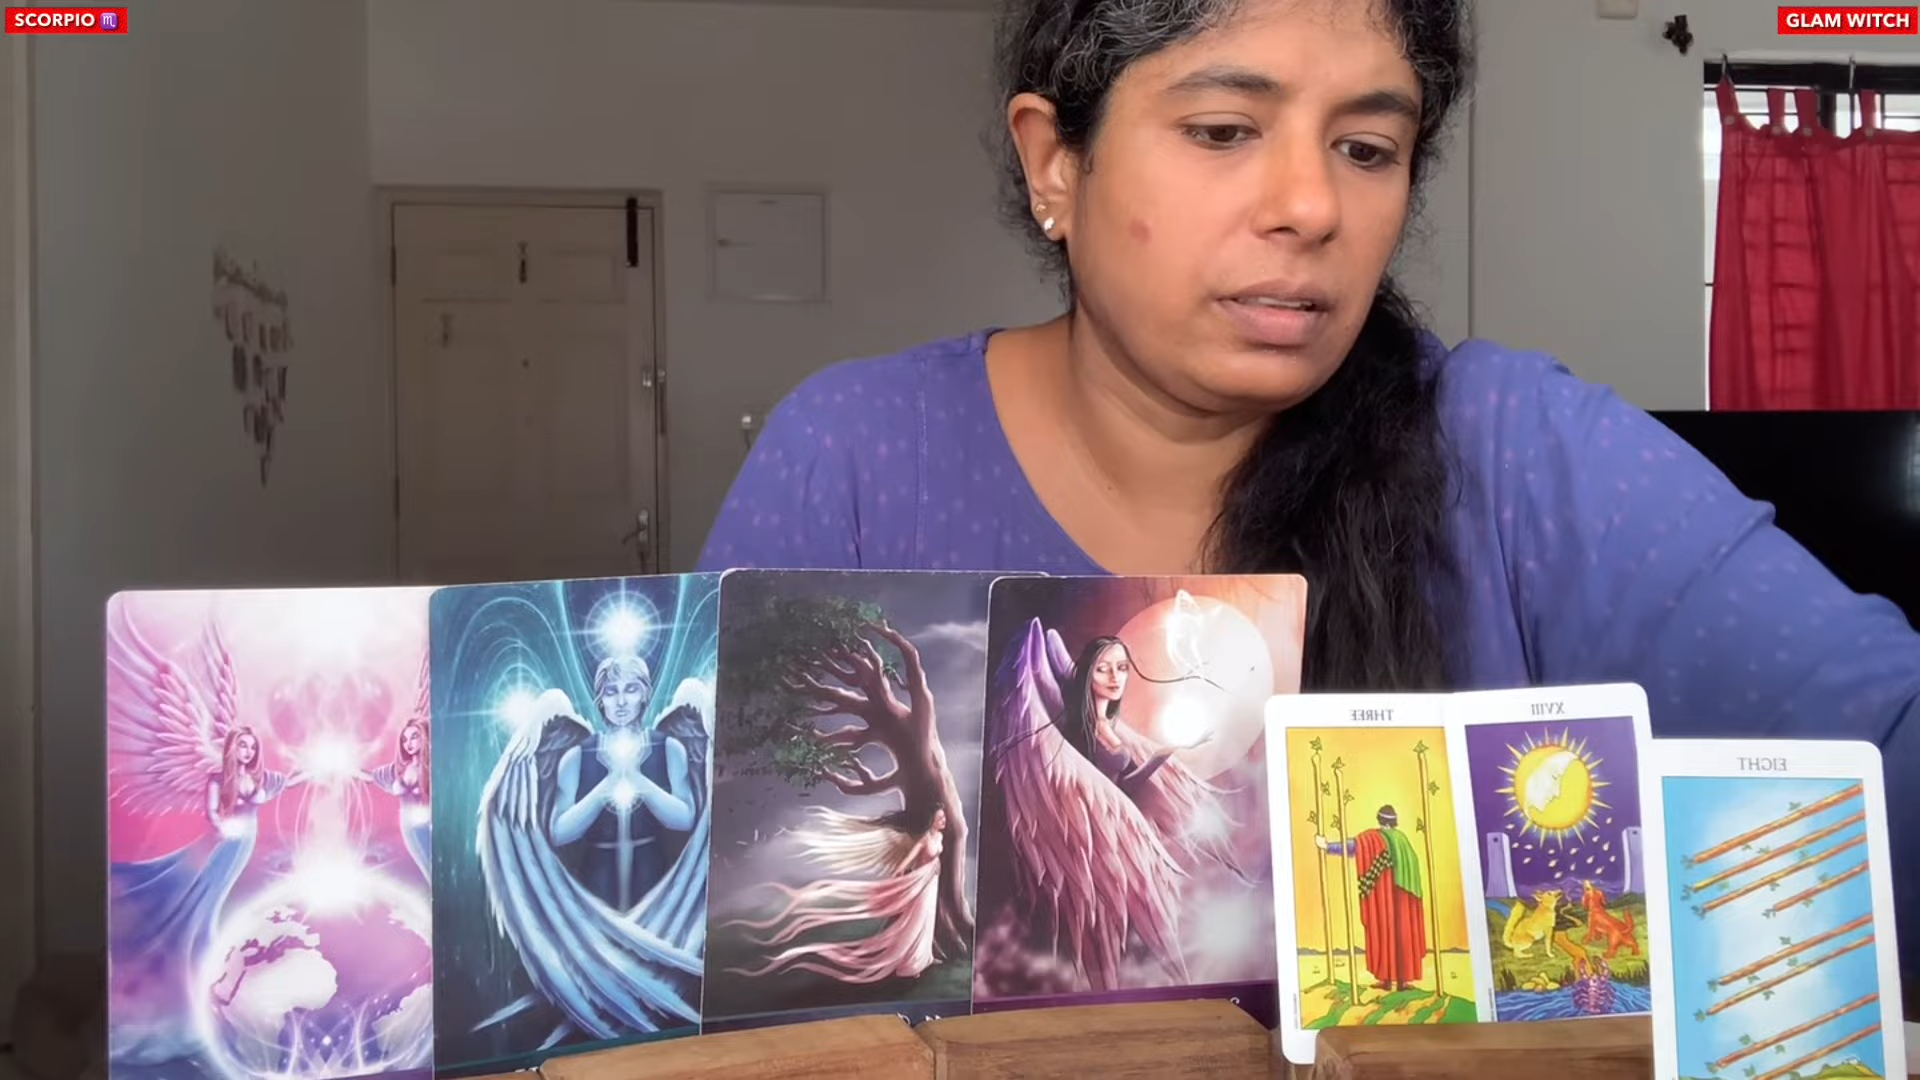 SCORPIO ♏
GLAM WITCH
THREE
XVIII
EIGHT